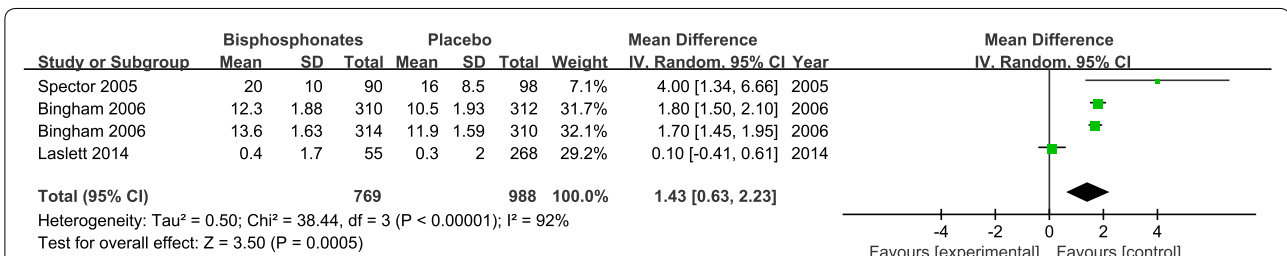 Bisphosphonates Placebo Mean Difference Mean Difference
Study or Subgroup Mean SD Total Mean SD Total Weight IV, Random, 95% CI Year IV, Random, 95% CI
Spector 2005 20 10 90 16 8.5 98 7.1% 4.00 [1.34, 6.66] 2005
Bingham 2006 12.3 1.88 310 10.5 1.93 312 31.7% 1.80 [1.50, 2.10] 2006
Bingham 2006 13.6 1.63 314 11.9 1.59 310 32.1% 1.70 [1.45, 1.95] 2006
Laslett 2014 0.4 1.7 55 0.3 2 268 29.2% 0.10 [-0.41, 0.61] 2014
Total (95% CI) 769 988 100.0% 1.43 [0.63, 2.23]
Heterogeneity: Tau² = 0.50; Chi² = 38.44, df = 3 (P < 0.00001); I² = 92%
Test for overall effect: Z = 3.50 (P = 0.0005)
-4 -2 0 2 4
Favours [experimental] Favours [control]